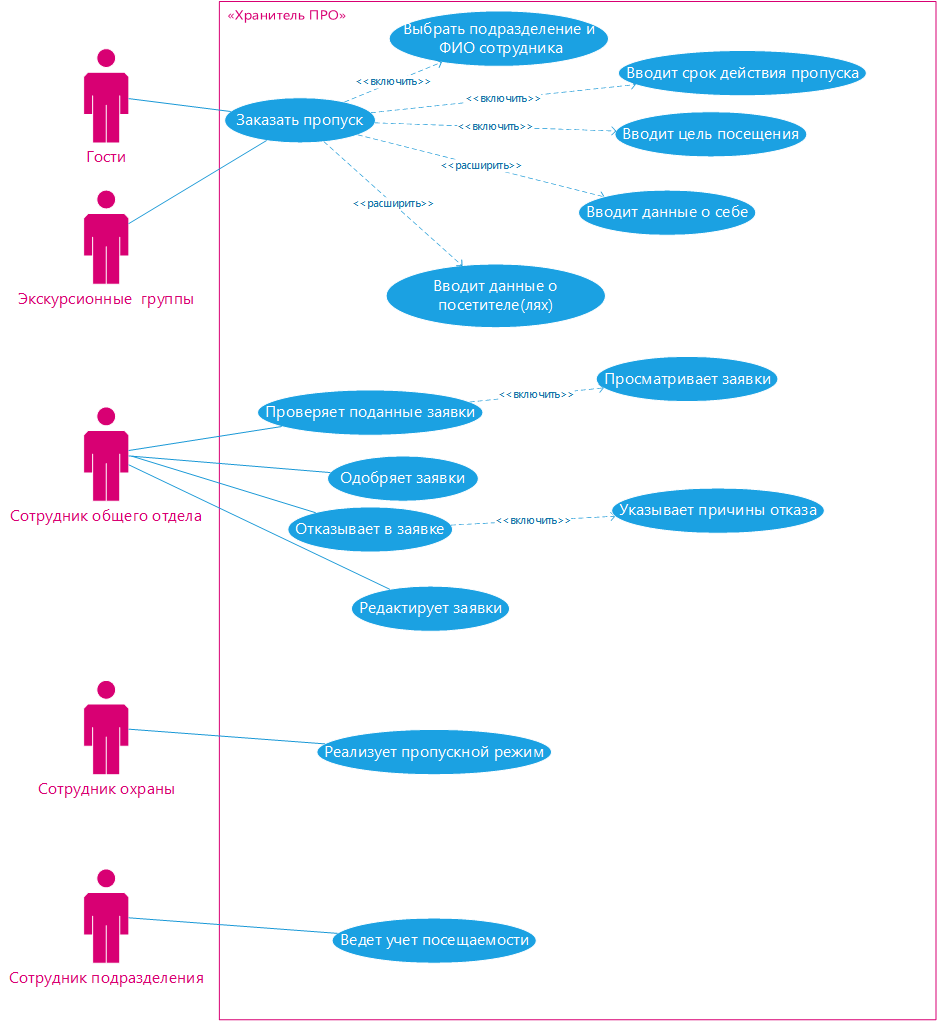 «Хранитель ПРО»
Выбрать подразделение и
ФИО сотрудника
<<включить>>
Вводит срок действия пропуска
<<включить>>
Заказать пропуск
<<включить>>
Вводит цель посещения
Гости
<<расширить>>
<<расширить>>
Вводит данные о себе
Экскурсионные группы
Вводит данные о
посетителе(лях)
Просматривает заявки
<<включить>>
Проверяет поданные заявки
Одобряет заявки
Сотрудник общего отдела
Отказывает в заявке
<<включить>>
Указывает причины отказа
Редактирует заявки
Реализует пропускной режим
Сотрудник охраны
Ведет учет посещаемости
Сотрудник подразделения